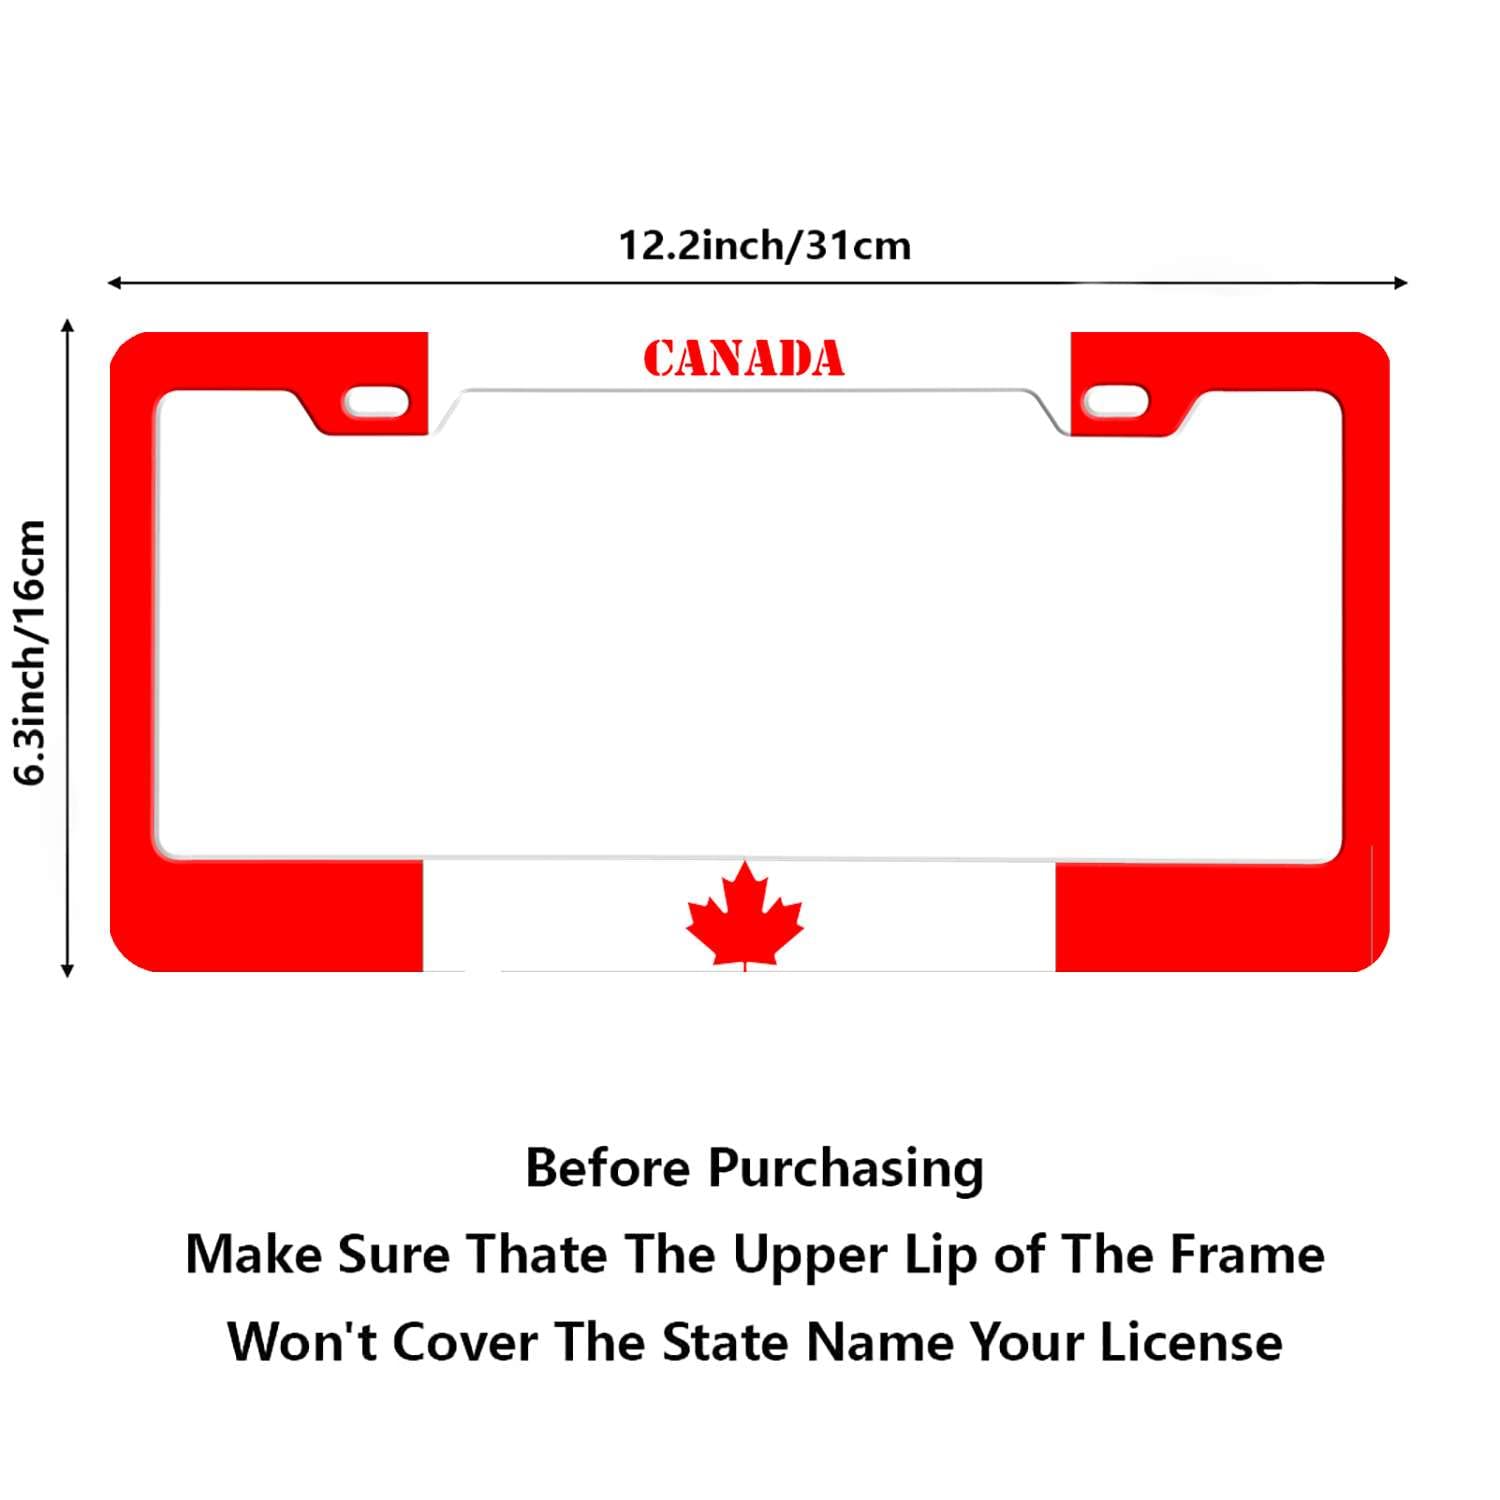 12.2inch/31cm
CANADA
6.3inch/16cm
Before Purchasing
Make Sure Thate The Upper Lip of The Frame
Won't Cover The State Name Your License